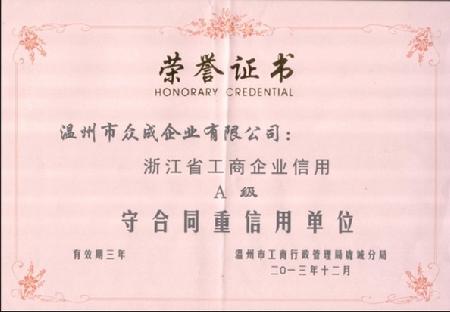 荣誉证书
HONORARY CREDENTIAL
温州市众成企业有限公司：
浙江省工商企业信用
A 级
守合同重信用单位
有效期三年
温州市工商行政管理局鹿城分局
二〇一三年十二月